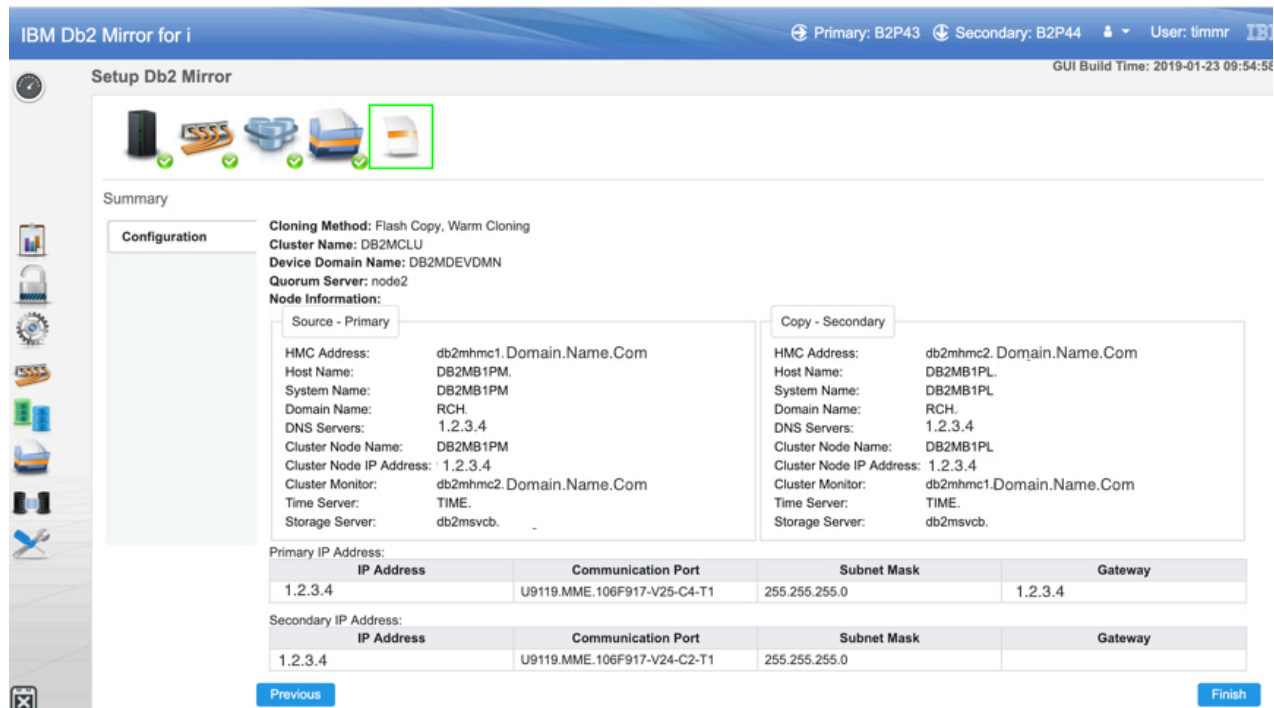 IBM Db2 Mirror for i
Primary: B2P43 Secondary: B2P44 User: timmr
GUI Build Time: 2019-01-23 09:54:58
Setup Db2 Mirror
Summary
Configuration
Cloning Method: Flash Copy, Warm Cloning
Cluster Name: DB2MCLU
Device Domain Name: DB2MDEVDMN
Quorum Server: node2
Node Information:
Source - Primary
HMC Address: db2mhmc1. Domain.Name.Com
Host Name: DB2MB1PM.
System Name: DB2MB1PM
Domain Name: RCH.
DNS Servers: 1.2.3.4
Cluster Node Name: DB2MB1PM
Cluster Node IP Address: 1.2.3.4
Cluster Monitor: db2mhmc2. Domain.Name.Com
Time Server: TIME.
Storage Server: db2msvcb.
Copy - Secondary
HMC Address: db2mhmc2. Domain.Name.Com
Host Name: DB2MB1PL.
System Name: DB2MB1PL
Domain Name: RCH.
DNS Servers: 1.2.3.4
Cluster Node Name: DB2MB1PL
Cluster Node IP Address: 1.2.3.4
Cluster Monitor: db2mhmc1.Domain.Name.Com
Time Server: TIME.
Storage Server: db2msvcb.
Primary IP Address:
IP Address Communication Port Subnet Mask Gateway
1.2.3.4 U9119.MME.106F917-V25-C4-T1 255.255.255.0 1.2.3.4
Secondary IP Address:
IP Address Communication Port Subnet Mask Gateway
1.2.3.4 U9119.MME.106F917-V24-C2-T1 255.255.255.0
Previous Finish